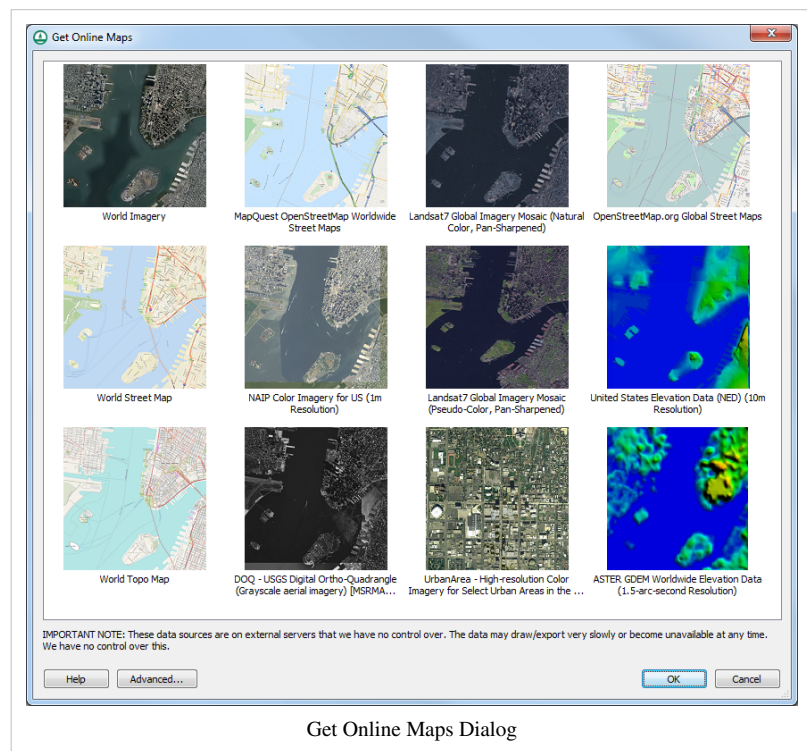 Get Online Maps
World Imagery
MapQuest OpenStreetMap Worldwide
Street Maps
Landsat7 Global Imagery Mosaic (Natural
Color, Pan-Sharpened)
OpenStreetMap.org Global Street Maps
World Street Map
NAIP Color Imagery for US (1m
Resolution)
Landsat7 Global Imagery Mosaic
(Pseudo-Color, Pan-Sharpened)
United States Elevation Data (NED) (10m
Resolution)
World Topo Map
DOQ - USGS Digital Ortho-Quadrangle
(Grayscale aerial imagery) [MSRMA...
UrbanArea - High-resolution Color
Imagery for Select Urban Areas in the ...
ASTER GDEM Worldwide Elevation Data
(1.5-arc-second Resolution)
IMPORTANT NOTE: These data sources are on external servers that we have no control over. The data may draw/export very slowly or become unavailable at any time.
We have no control over this.
Help
Advanced...
OK
Cancel
Get Online Maps Dialog